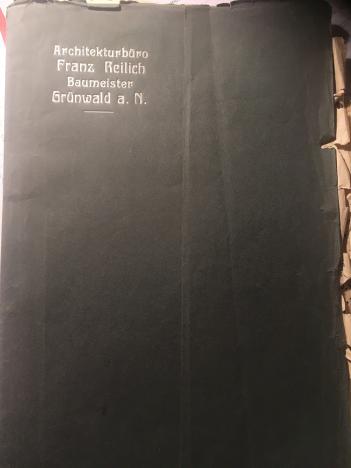 Architekturbüro
Franz Reilich
Baumeister
Grünwald a. N.